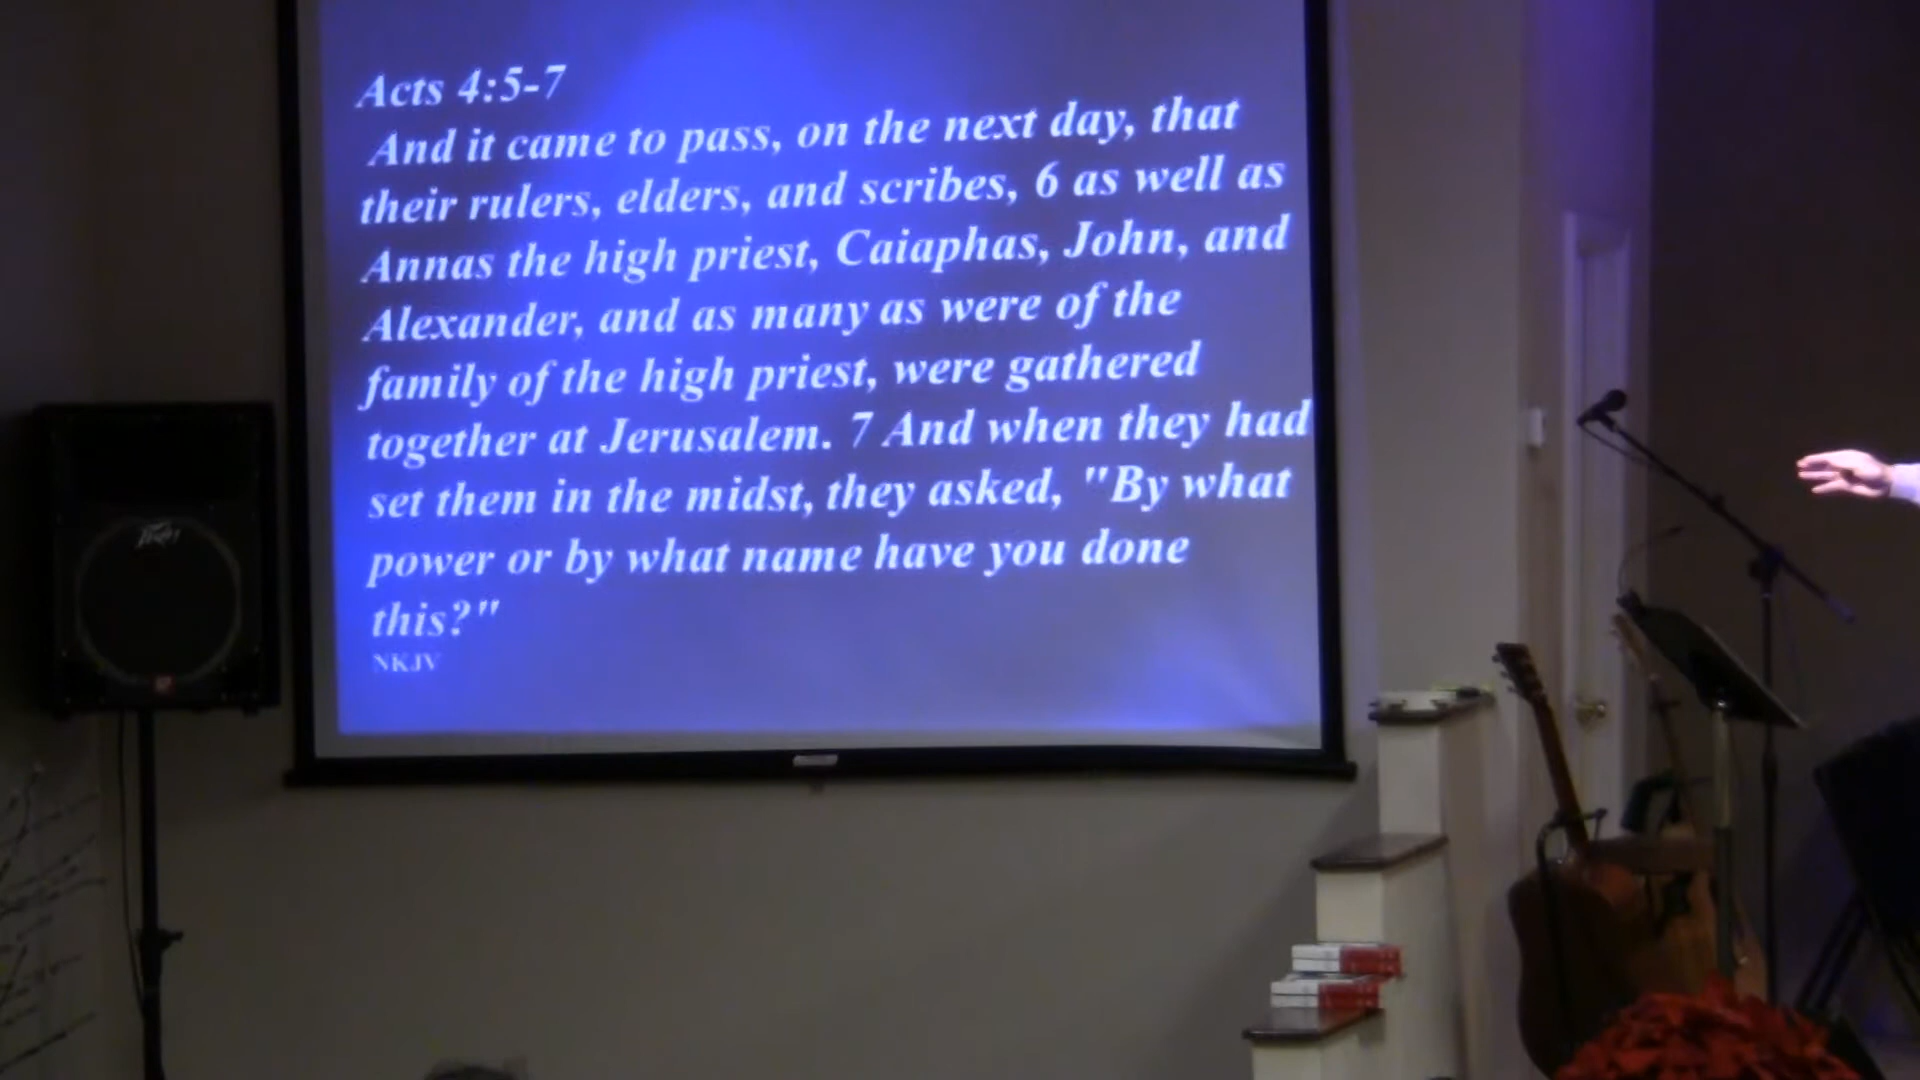 Acts 4:5-7
And it came to pass, on the next day, that
their rulers, elders, and scribes, 6 as well as
Annas the high priest, Caiaphas, John, and
Alexander, and as many as were of the
family of the high priest, were gathered
together at Jerusalem. 7 And when they had
set them in the midst, they asked, "By what
power or by what name have you done
this?"
NKJV
Peavey